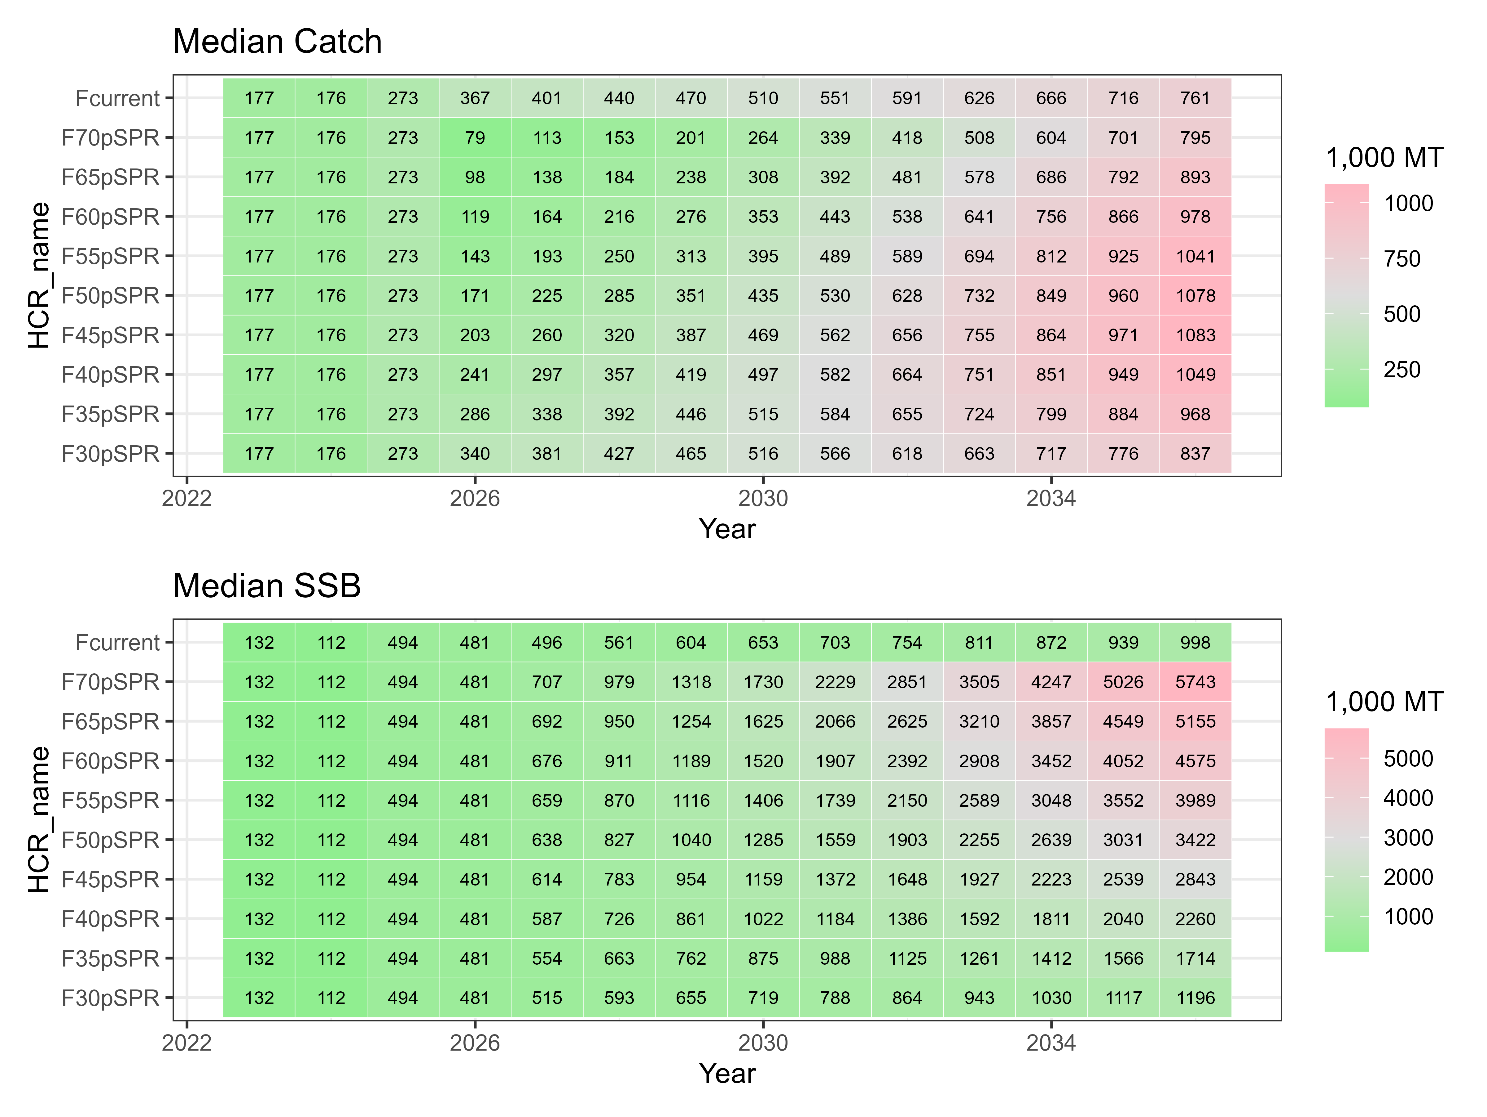 Median Catch
Fcurrent 177 176 273 367 401 440 470 510 551 591 626 666 716 761
F70pSPR 177 176 273 79 113 153 201 264 339 418 508 604 701 795
F65pSPR 177 176 273 98 138 184 238 308 392 481 578 686 792 893
F60pSPR 177 176 273 119 164 216 276 353 443 538 641 756 866 978
F55pSPR 177 176 273 143 193 250 313 395 489 589 694 812 925 1041
F50pSPR 177 176 273 171 225 285 351 435 530 628 732 849 960 1078
F45pSPR 177 176 273 203 260 320 387 469 562 656 755 864 971 1083
F40pSPR 177 176 273 241 297 357 419 497 582 664 751 851 949 1049
F35pSPR 177 176 273 286 338 392 446 515 584 655 724 799 884 968
F30pSPR 177 176 273 340 381 427 465 516 566 618 663 717 776 837
HCR_name
2022 2026 2030 2034
Year
1,000 MT
1000
750
500
250
Median SSB
Fcurrent 132 112 494 481 496 561 604 653 703 754 811 872 939 998
F70pSPR 132 112 494 481 707 979 1318 1730 2229 2851 3505 4247 5026 5743
F65pSPR 132 112 494 481 692 950 1254 1625 2066 2625 3210 3857 4549 5155
F60pSPR 132 112 494 481 676 911 1189 1520 1907 2392 2908 3452 4052 4575
F55pSPR 132 112 494 481 659 870 1116 1406 1739 2150 2589 3048 3552 3989
F50pSPR 132 112 494 481 638 827 1040 1285 1559 1903 2255 2639 3031 3422
F45pSPR 132 112 494 481 614 783 954 1159 1372 1648 1927 2223 2539 2843
F40pSPR 132 112 494 481 587 726 861 1022 1184 1386 1592 1811 2040 2260
F35pSPR 132 112 494 481 554 663 762 875 988 1125 1261 1412 1566 1714
F30pSPR 132 112 494 481 515 593 655 719 788 864 943 1030 1117 1196
HCR_name
2022 2026 2030 2034
Year
1,000 MT
5000
4000
3000
2000
1000